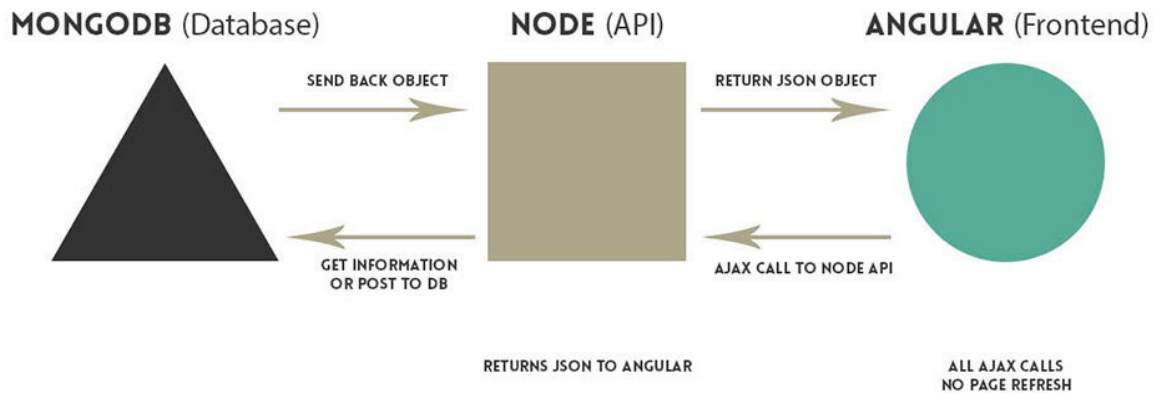 MONGODB (Database)
NODE (API)
ANGULAR (Frontend)
SEND BACK OBJECT
RETURN JSON OBJECT
GET INFORMATION
OR POST TO DB
AJAX CALL TO NODE API
RETURNS JSON TO ANGULAR
ALL AJAX CALLS
NO PAGE REFRESH